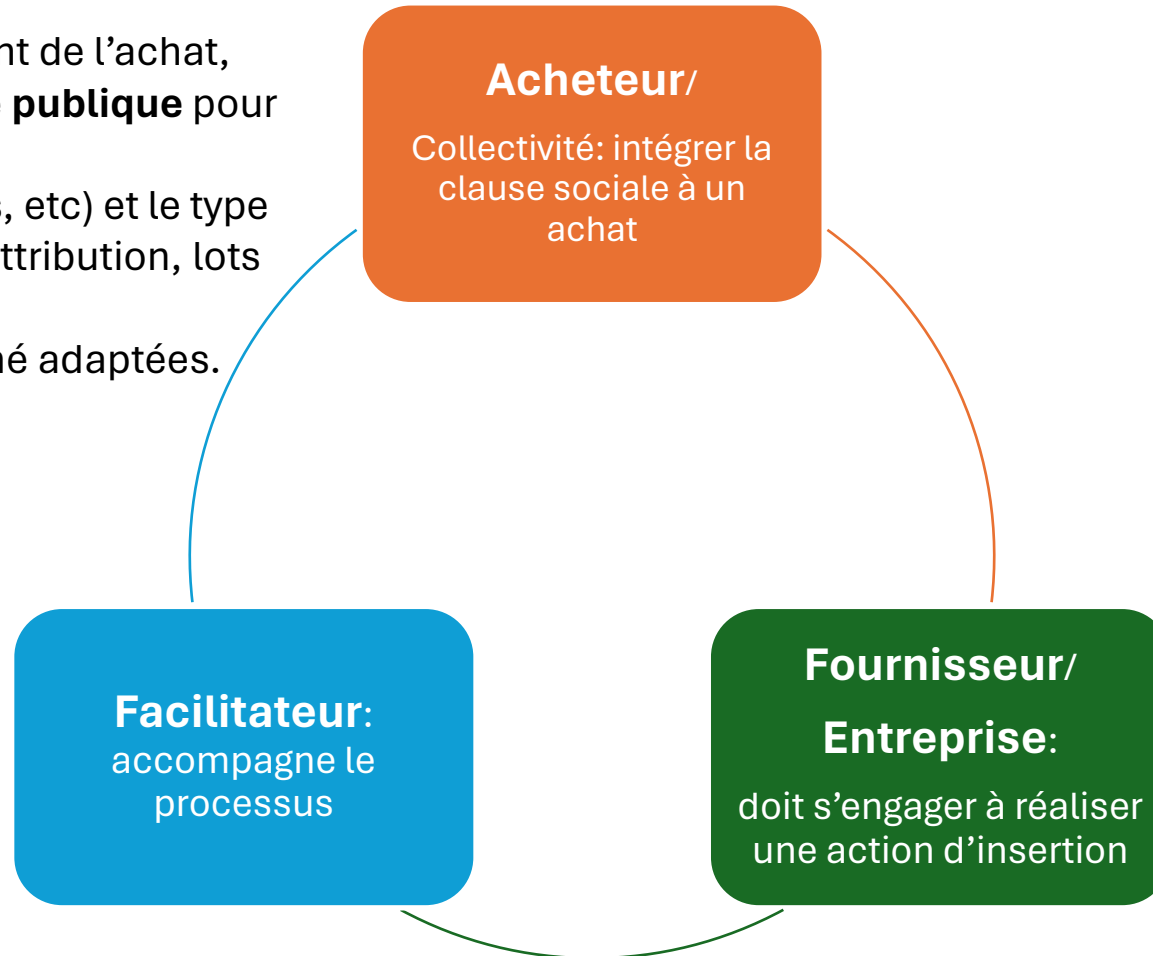 nt de l’achat,
publique pour
s, etc) et le type
ttribution, lots
né adaptées.
Acheteur/
Collectivité: intégrer la
clause sociale à un
achat
Facilitateur:
accompagne le
processus
Fournisseur/
Entreprise:
doit s’engager à réaliser
une action d’insertion